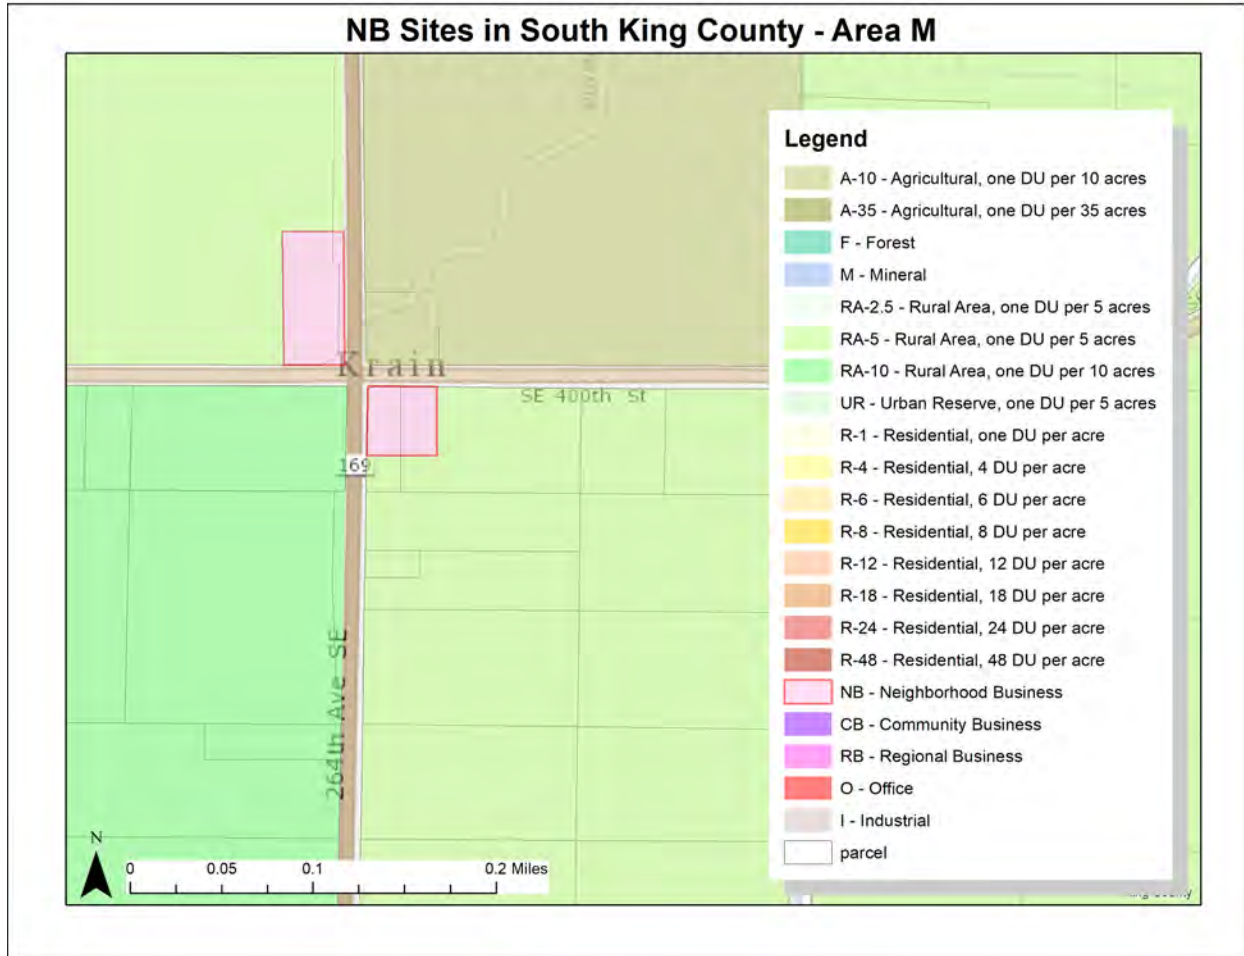 NB Sites in South King County - Area M
Legend
A-10 - Agricultural, one DU per 10 acres
A-35 - Agricultural, one DU per 35 acres
F - Forest
M - Mineral
RA-2.5 - Rural Area, one DU per 5 acres
RA-5 - Rural Area, one DU per 5 acres
RA-10 - Rural Area, one DU per 10 acres
UR - Urban Reserve, one DU per 5 acres
R-1 - Residential, one DU per acre
R-4 - Residential, 4 DU per acre
R-6 - Residential, 6 DU per acre
R-8 - Residential, 8 DU per acre
R-12 - Residential, 12 DU per acre
R-18 - Residential, 18 DU per acre
R-24 - Residential, 24 DU per acre
R-48 - Residential, 48 DU per acre
NB - Neighborhood Business
CB - Community Business
RB - Regional Business
O - Office
I - Industrial
parcel
Krain
SE 400th St
169
264th Ave SE
N
0 0.05 0.1 0.2 Miles
County